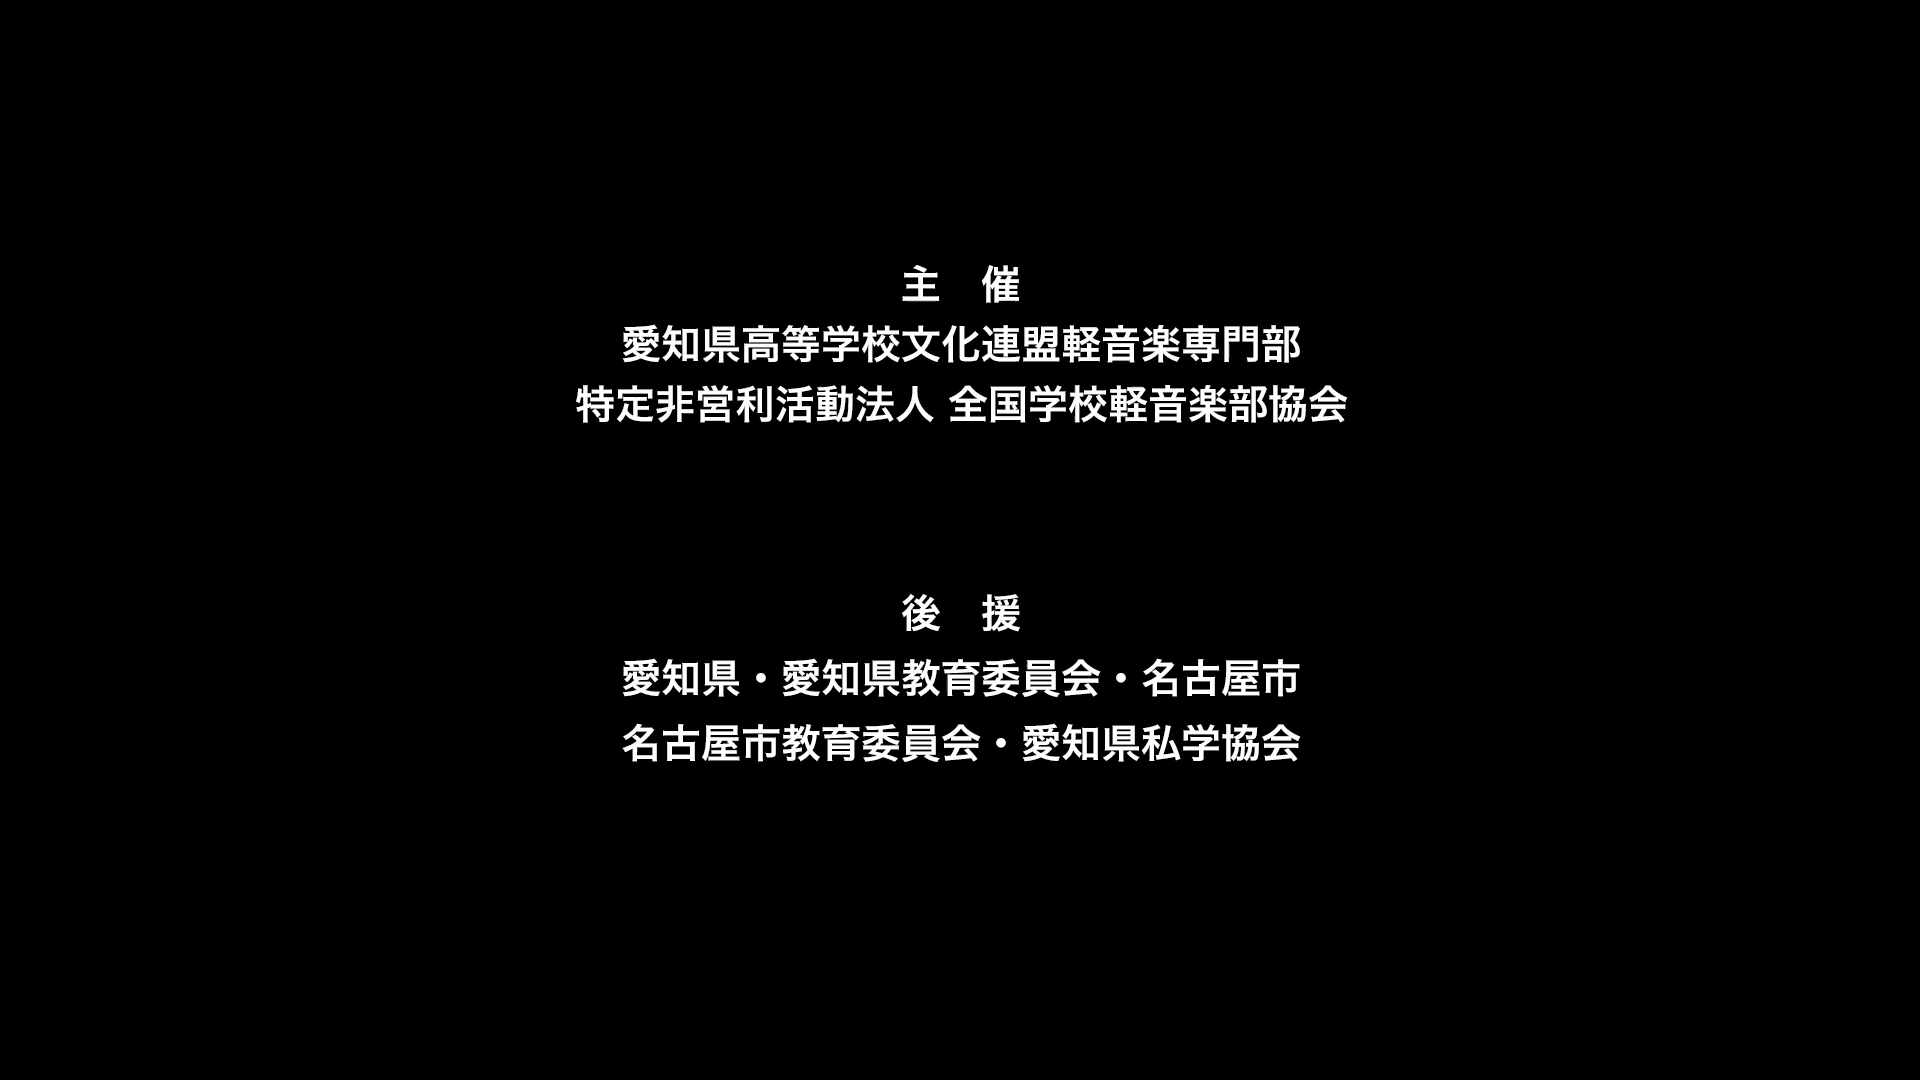 主　催
愛知県高等学校文化連盟軽音楽専門部
特定非営利活動法人 全国学校軽音楽部協会
後　援
愛知県・愛知県教育委員会・名古屋市
名古屋市教育委員会・愛知県私学協会